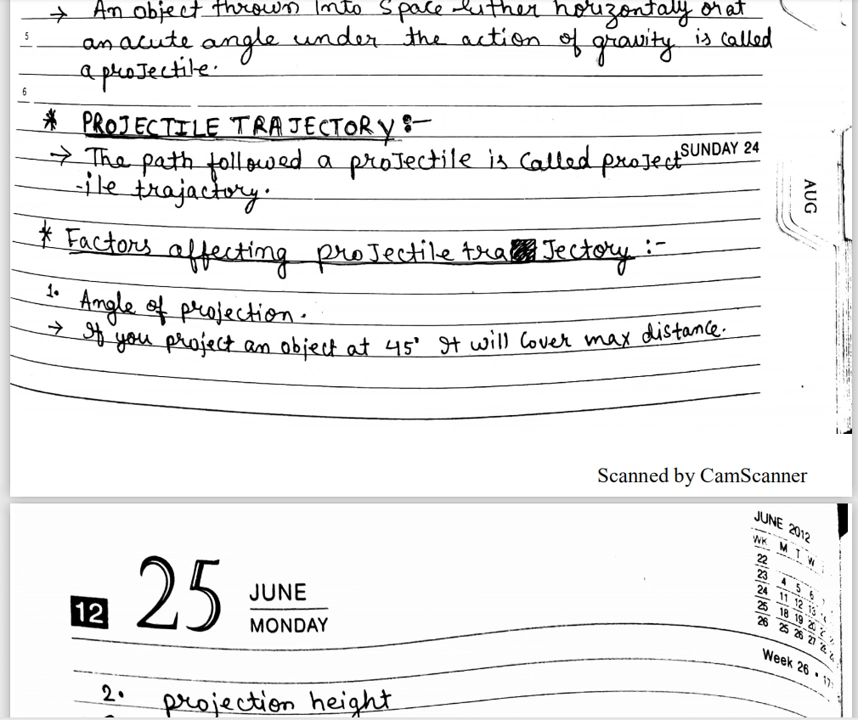 → An object thrown Into Space either horizontaly or at
5
an acute angle under the action of gravity is called
a proJectile.
6
* PROJECTILE TRAJECTORY :-
→ The path followed a proJectile is Called proJect
SUNDAY 24
-ile trajactory.
AUG
* Factors affecting proJectile tra Jectory :-
1. Angle of projection.
→ If you project an object at 45° It will Cover max distance.
Scanned by CamScanner
JUNE 2012
WK M T W
22
23 4 5 6
24 11 12 13
25 18 19 20
26 25 26 27
12 25 JUNE
MONDAY
Week 26 • 17
2. projection height